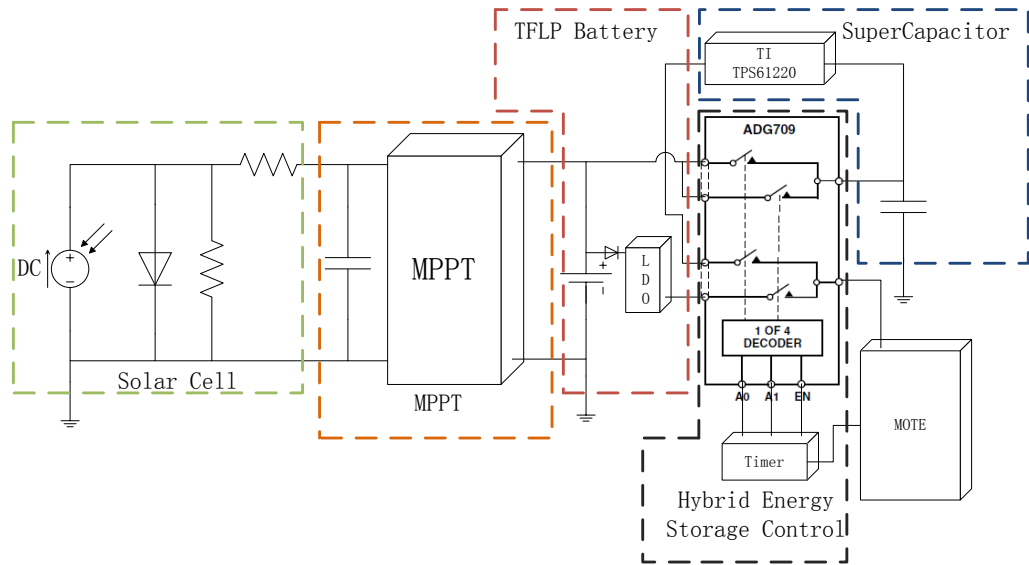 TFLP Battery
SuperCapacitor
TI
TPS61220
ADG709
DC
+
−
MPPT
+
−
L
D
O
1 OF 4
DECODER
Solar Cell
MPPT
A0 A1 EN
MOTE
Timer
Hybrid Energy
Storage Control